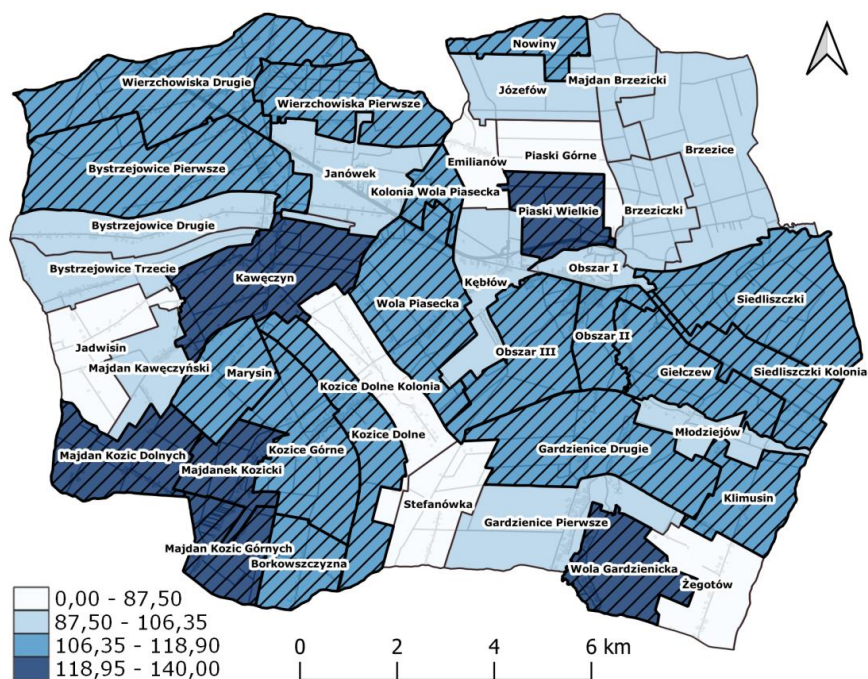 Nowiny
Wierzchowiska Drugie
Majdan Brzezicki
Józefów
Wierzchowiska Pierwsze
Brzezice
Emilianów
Piaski Górne
Bystrzejowice Pierwsze
Janówek
Kolonia Wola Piasecka
Piaski Wielkie
Brzeziczki
Bystrzejowice Drugie
Bystrzejowice Trzecie
Obszar I
Kawęczyn
Kębłów
Wola Piasecka
Siedliszczki
Obszar II
Jadwisin
Obszar III
Majdan Kawęczyński
Marysin
Giełczew
Siedliszczki Kolonia
Kozice Dolne Kolonia
Młodziejów
Kozice Dolne
Kozice Górne
Gardzienice Drugie
Majdan Kozic Dolnych
Majdanek Kozicki
Klimusin
Stefanówka
Gardzienice Pierwsze
Majdan Kozic Górnych
Borkowszczyzna
Wola Gardzienicka
Żegotów
0,00 - 87,50
87,50 - 106,35
106,35 - 118,90
118,95 - 140,00
0 2 4 6 km